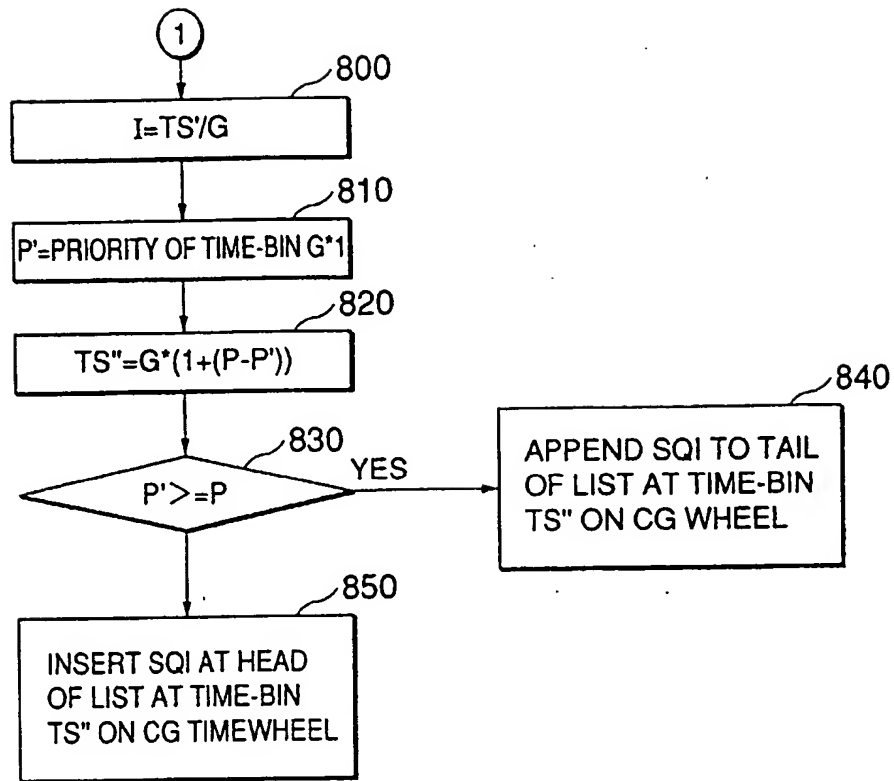 1
800
I=TS'/G
810
P'=PRIORITY OF TIME-BIN G*1
820
TS"=G*(1+(P-P'))
830
P'>=P
YES
840
APPEND SQI TO TAIL
OF LIST AT TIME-BIN
TS" ON CG WHEEL
850
INSERT SQI AT HEAD
OF LIST AT TIME-BIN
TS" ON CG TIMEWHEEL